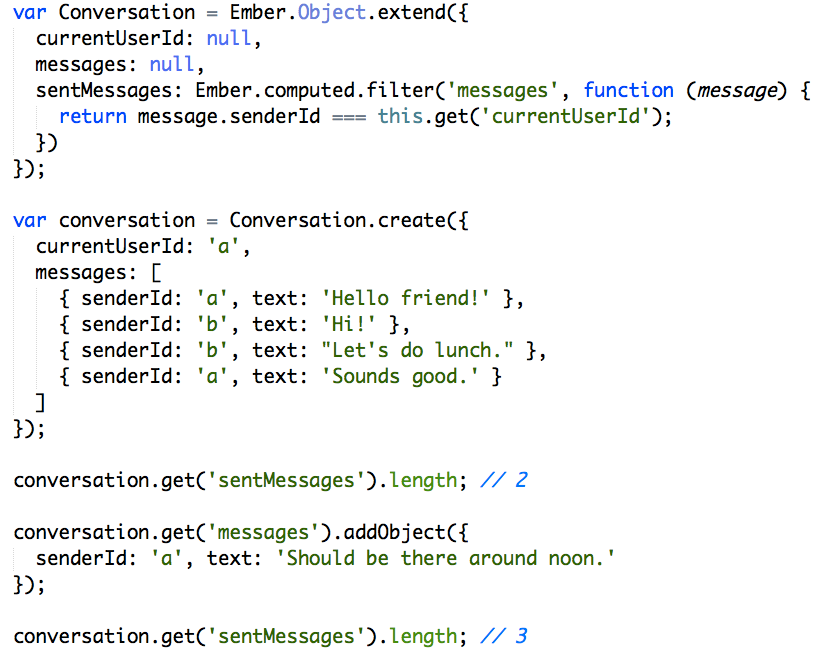 var Conversation = Ember.Object.extend({
  currentUserId: null,
  messages: null,
  sentMessages: Ember.computed.filter('messages', function (message) {
    return message.senderId === this.get('currentUserId');
  })
});

var conversation = Conversation.create({
  currentUserId: 'a',
  messages: [
    { senderId: 'a', text: 'Hello friend!' },
    { senderId: 'b', text: 'Hi!' },
    { senderId: 'b', text: "Let's do lunch." },
    { senderId: 'a', text: 'Sounds good.' }
  ]
});

conversation.get('sentMessages').length; // 2

conversation.get('messages').addObject({
  senderId: 'a', text: 'Should be there around noon.'
});

conversation.get('sentMessages').length; // 3